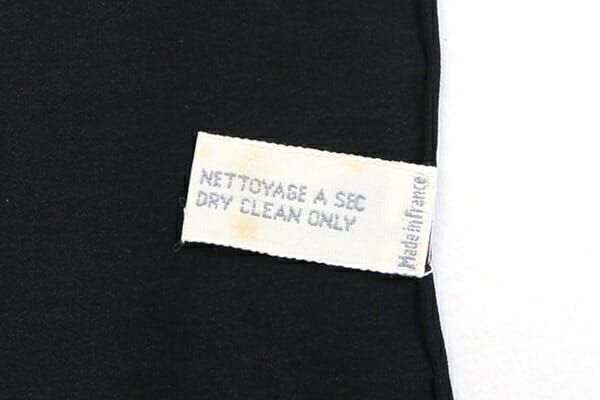 NETTOYAGE A SEC
DRY CLEAN ONLY
Made in France